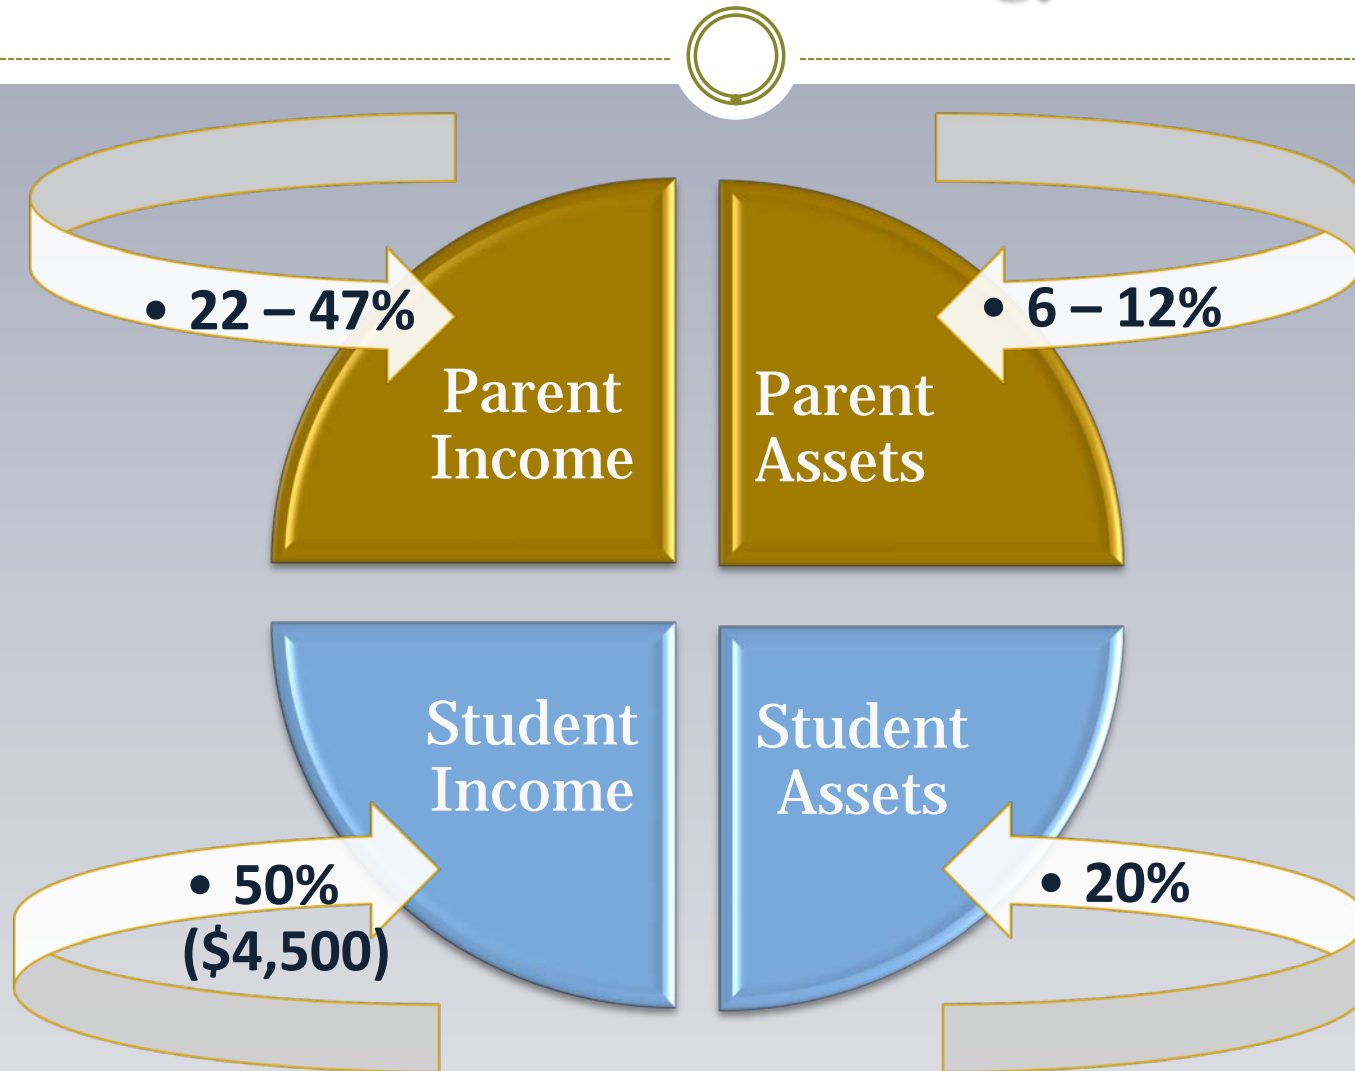 • 22 – 47%
Parent
Income
• 6 – 12%
Parent
Assets
Student
Income
• 50%
($4,500)
Student
Assets
• 20%